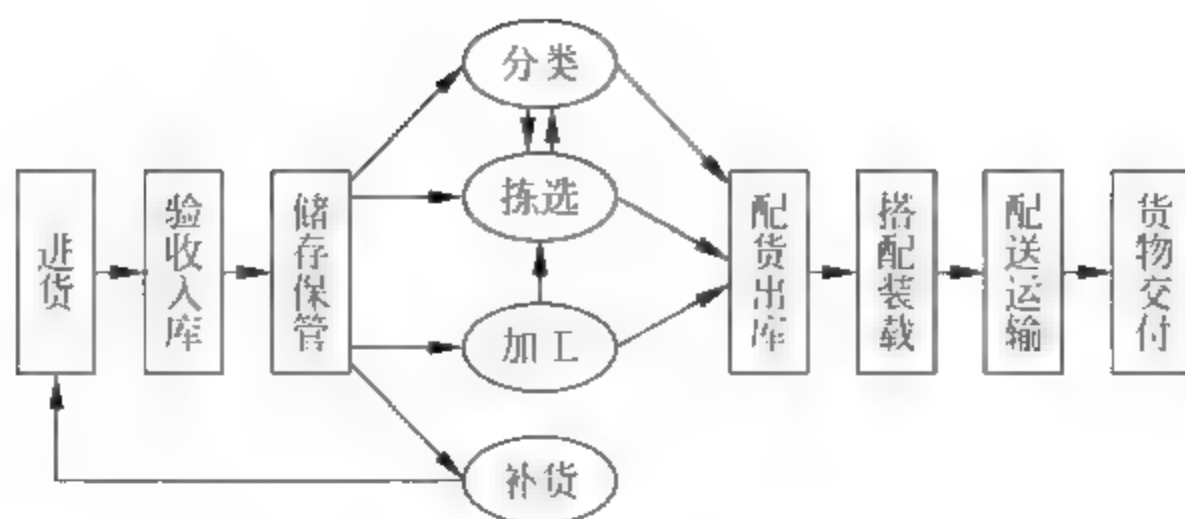 进货
验收入库
储存保管
分类
拣选
加工
补货
配货出库
搭配装载
配送运输
货物交付